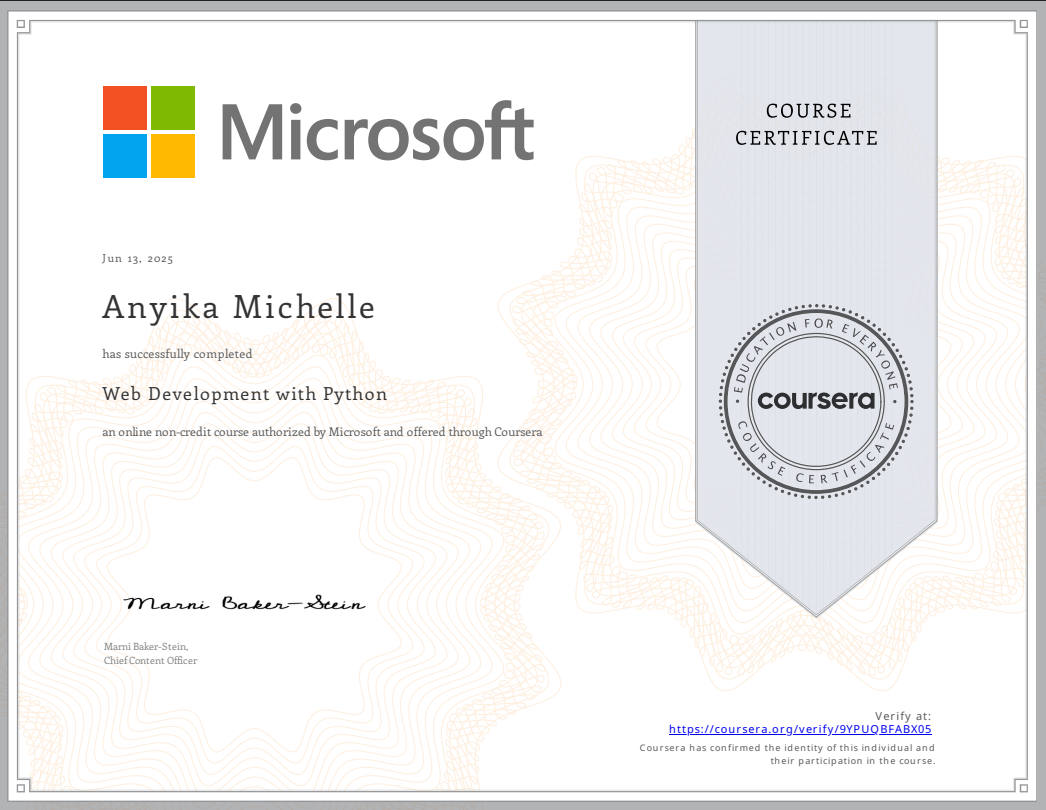 Microsoft
COURSE
CERTIFICATE
Jun 13, 2025
Anyika Michelle
has successfully completed
Web Development with Python
an online non-credit course authorized by Microsoft and offered through Coursera
EDUCATION FOR EVERYONE
coursera
COURSE CERTIFICATE
Marni Baker-Stein
Marni Baker-Stein,
Chief Content Officer
Verify at:
https://coursera.org/verify/9YPUQBFABX05
Coursera has confirmed the identity of this individual and
their participation in the course.